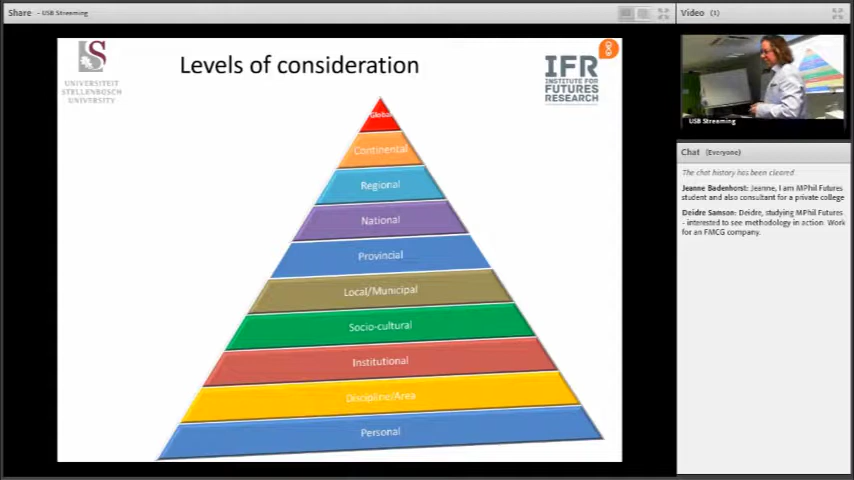 Share - USB Streaming
Video (1)
Levels of consideration
UNIVERSITEIT
STELLENBOSCH
UNIVERSITY
IFR
INSTITUTE FOR
FUTURES
RESEARCH
Global
Continental
Regional
National
Provincial
Local/Municipal
Socio-cultural
Institutional
Discipline/Area
Personal
USB Streaming
Chat (Everyone)
The chat history has been cleared
Jeanne Badenhorst: Jeanne, I am MPhil Futures
student and also consultant for a private college
Deidre Samson: Deidre, studying MPhil Futures
- interested to see methodology in action. Work
for an FMCG company.